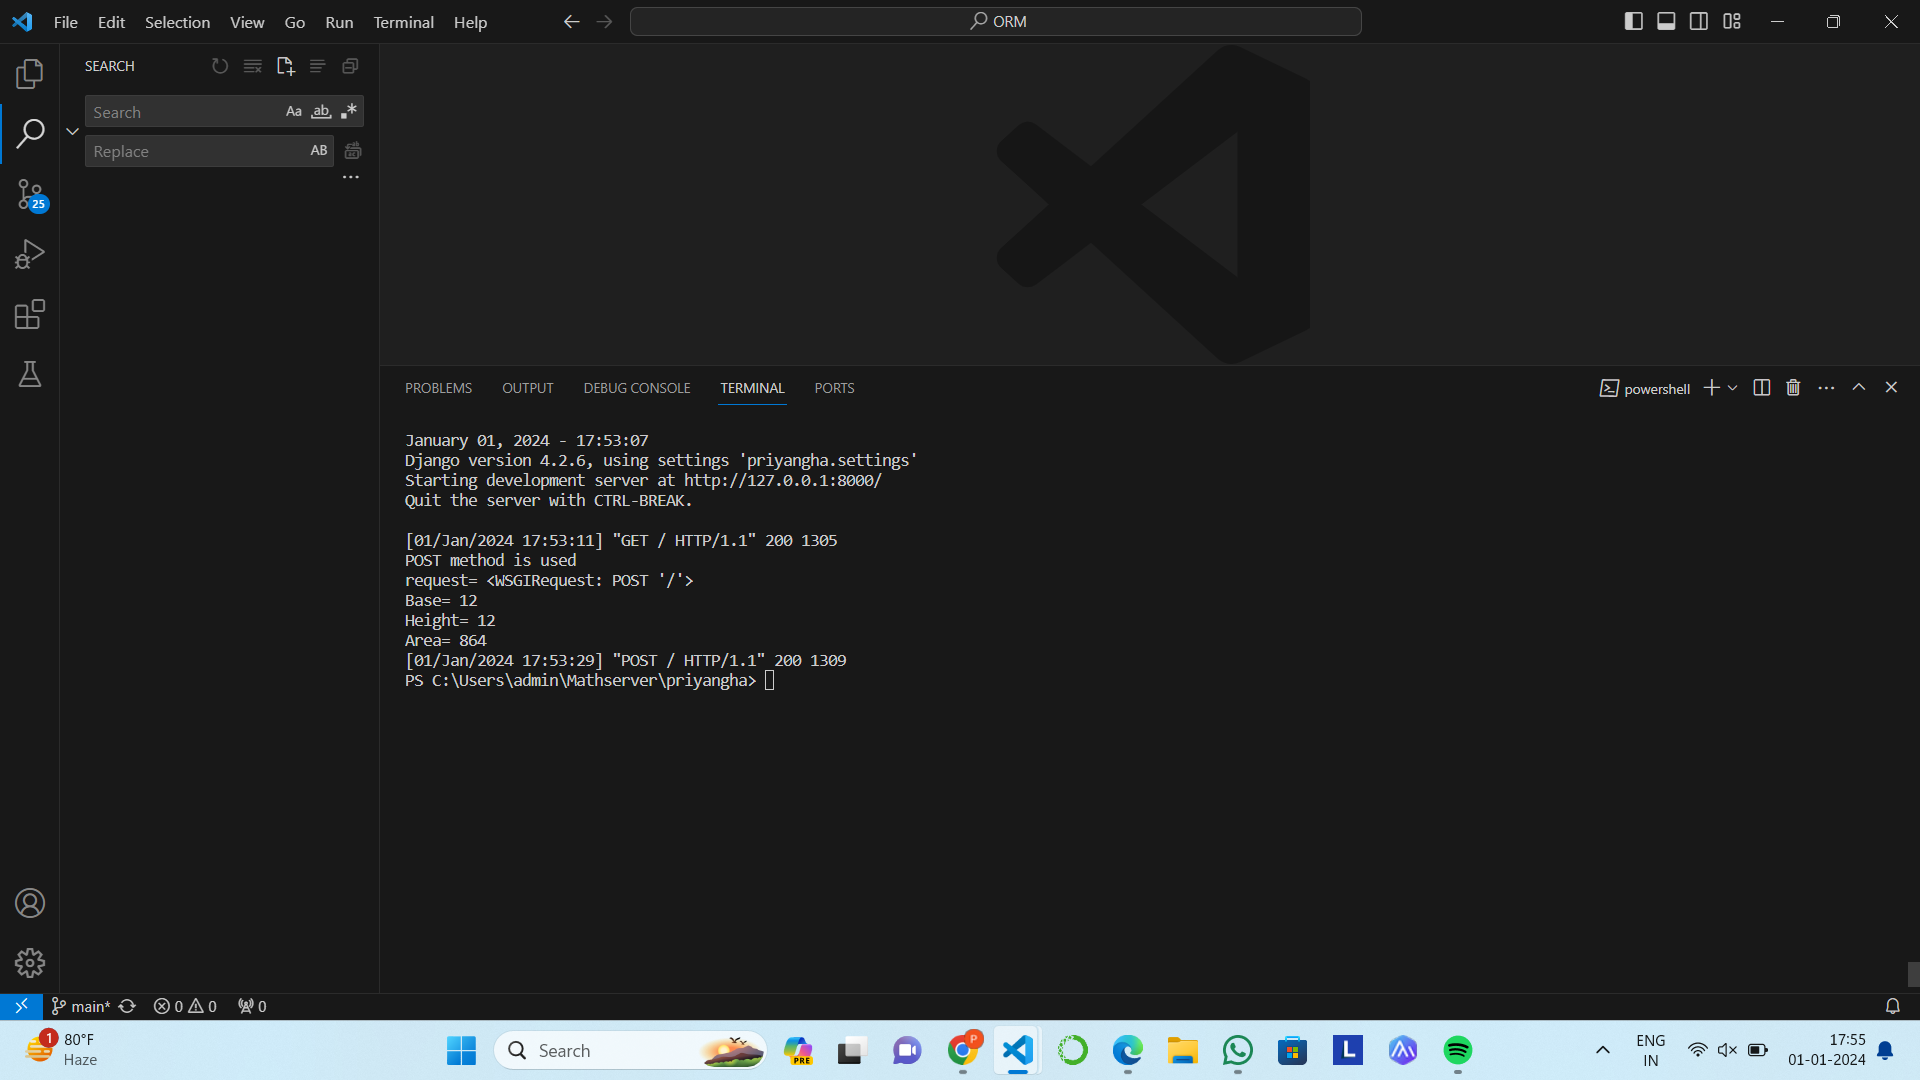 File Edit Selection View Go Run Terminal Help
ORM
SEARCH
Search Aa ab *
Replace AB
...
25
PROBLEMS OUTPUT DEBUG CONSOLE TERMINAL PORTS
powershell
January 01, 2024 - 17:53:07
Django version 4.2.6, using settings 'priyangha.settings'
Starting development server at http://127.0.0.1:8000/
Quit the server with CTRL-BREAK.
[01/Jan/2024 17:53:11] "GET / HTTP/1.1" 200 1305
POST method is used
request= <WSGIRequest: POST '/'>
Base= 12
Height= 12
Area= 864
[01/Jan/2024 17:53:29] "POST / HTTP/1.1" 200 1309
PS C:\Users\admin\Mathserver\priyangha>
main* 0 0 0
1
80°F
Haze
Search
PRE
P
L
ENG
IN
17:55
01-01-2024